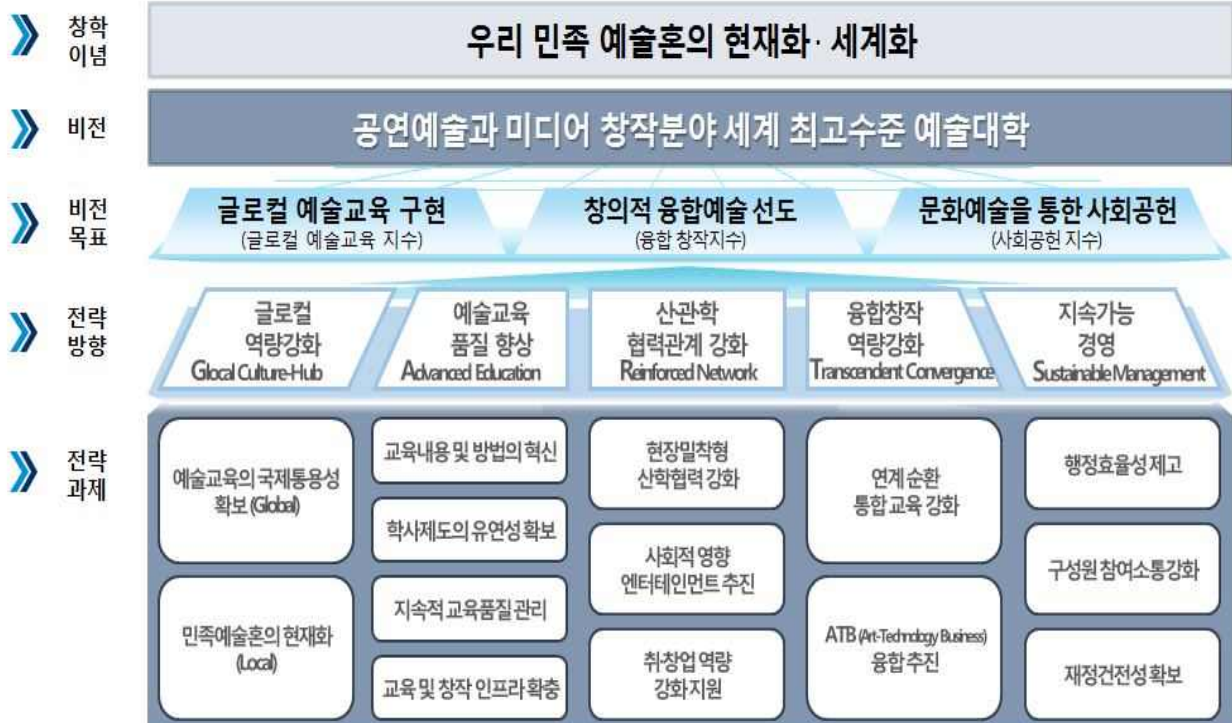 창학
이념
우리 민족 예술혼의 현재화· 세계화
비전
공연예술과 미디어 창작분야 세계 최고수준 예술대학
비전
목표
글로컬 예술교육 구현
(글로컬 예술교육 지수)
창의적 융합예술 선도
(융합 창작지수)
문화예술을 통한 사회공헌
(사회공헌 지수)
전략
방향
글로컬
역량강화
Glocal Culture-Hub
예술교육
품질 향상
Advanced Education
산·관·학
협력관계 강화
Reinforced Network
융합창작
역량강화
Transcendent Convergence
지속가능
경영
Sustainable Management
전략
과제
예술교육의 국제통용성
확보 (Global)
민족예술혼의 현재화
(Local)
교육내용 및 방법의 혁신
학사제도의 유연성 확보
지속적 교육품질 관리
교육 및 창작 인프라 확충
현장밀착형
산학협력 강화
사회적 영향
엔터테인먼트 추진
취·창업 역량
강화 지원
연계 순환
통합 교육 강화
ATB (Art-Technology Business)
융합 추진
행정효율성 제고
구성원 참여소통강화
재정건전성 확보